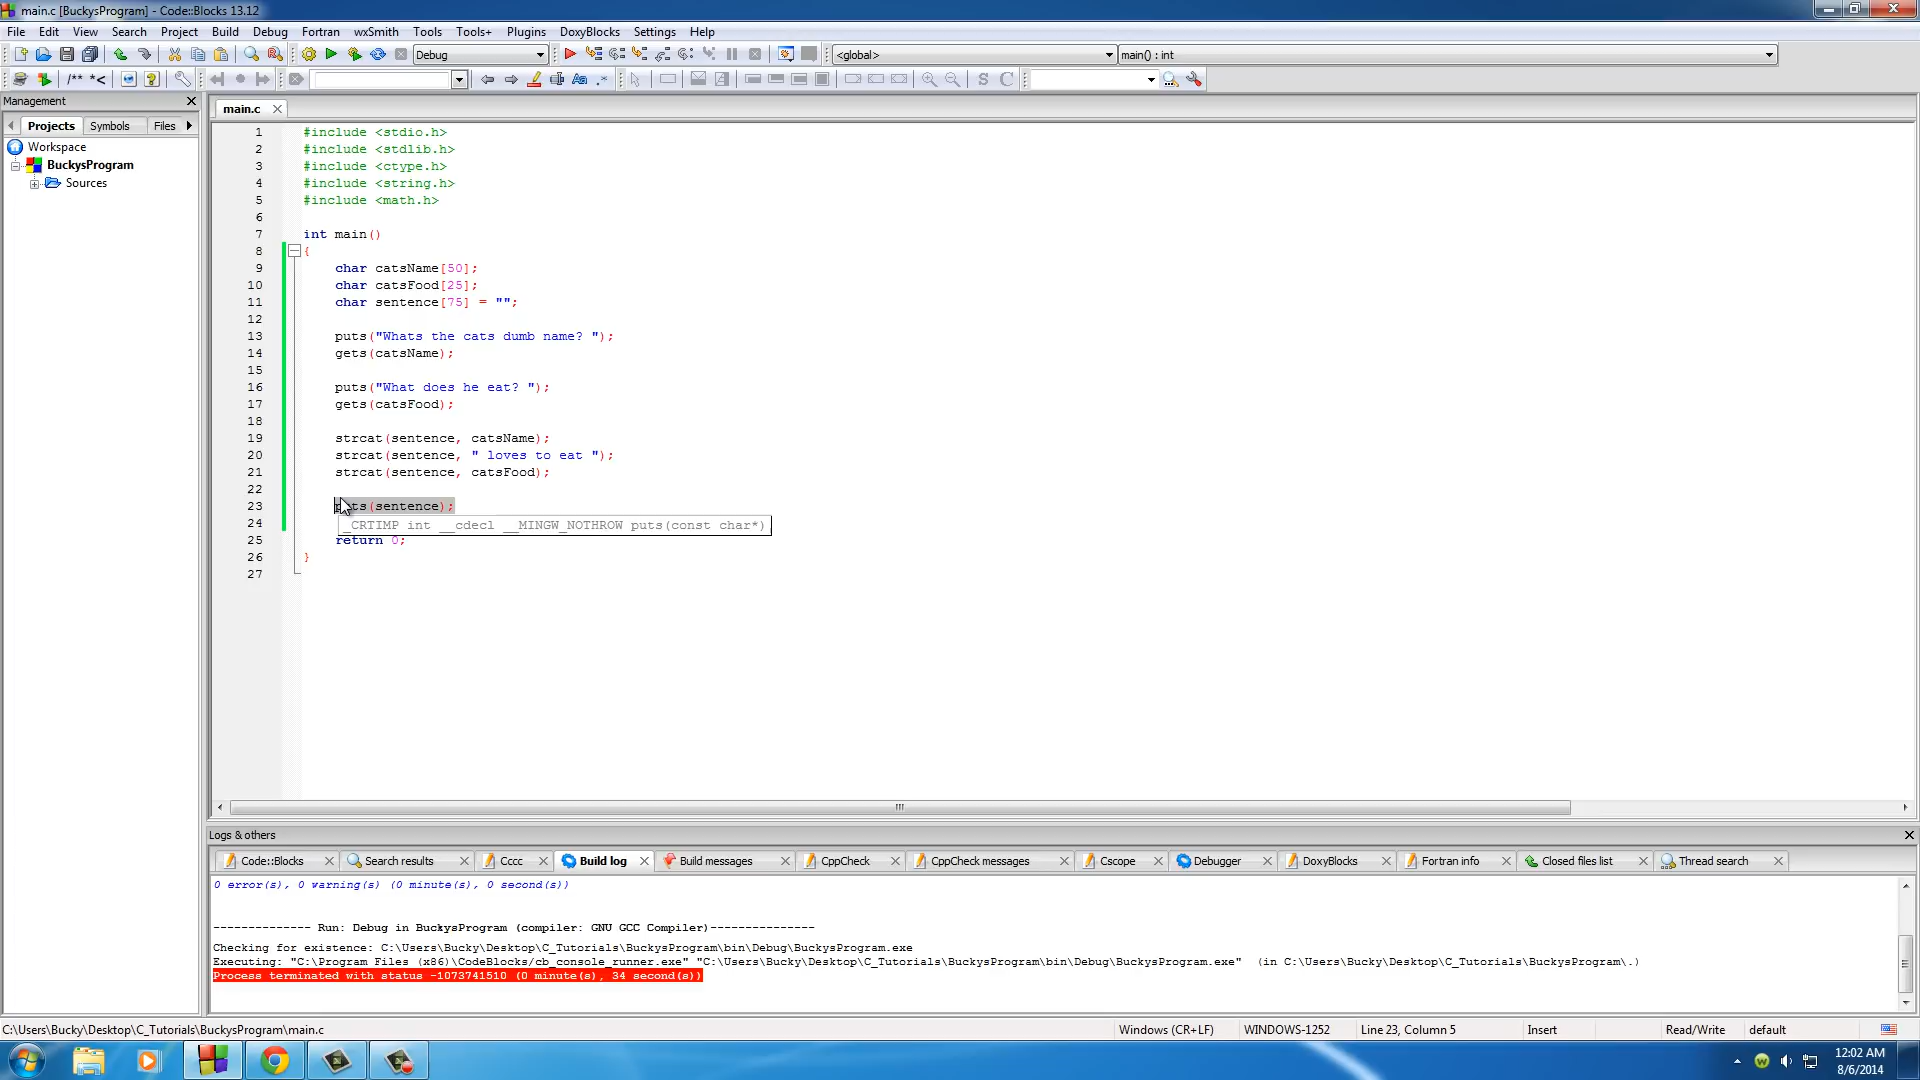 main.c [BuckysProgram] - Code::Blocks 13.12
File Edit View Search Project Build Debug Fortran wxSmith Tools Tools+ Plugins DoxyBlocks Settings Help
Debug <global> main() : int
/** *< Aa .* S C
Management
main.c
Projects Symbols Files
Workspace
BuckysProgram
Sources
1 #include <stdio.h>
2 #include <stdlib.h>
3 #include <ctype.h>
4 #include <string.h>
5 #include <math.h>
6
7 int main()
8 {
9 char catsName[50];
10 char catsFood[25];
11 char sentence[75] = "";
12
13 puts("Whats the cats dumb name? ");
14 gets(catsName);
15
16 puts("What does he eat? ");
17 gets(catsFood);
18
19 strcat(sentence, catsName);
20 strcat(sentence, " loves to eat ");
21 strcat(sentence, catsFood);
22
23 puts(sentence);
24 _CRTIMP int __cdecl __MINGW_NOTHROW puts(const char*)
25 return 0;
26 }
27
Logs & others
Code::Blocks Search results Cccc Build log Build messages CppCheck CppCheck messages Cscope Debugger DoxyBlocks Fortran info Closed files list Thread search
0 error(s), 0 warning(s) (0 minute(s), 0 second(s))
-------------- Run: Debug in BuckysProgram (compiler: GNU GCC Compiler)---------------
Checking for existence: C:\Users\Bucky\Desktop\C_Tutorials\BuckysProgram\bin\Debug\BuckysProgram.exe
Executing: "C:\Program Files (x86)\CodeBlocks/cb_console_runner.exe" "C:\Users\Bucky\Desktop\C_Tutorials\BuckysProgram\bin\Debug\BuckysProgram.exe" (in C:\Users\Bucky\Desktop\C_Tutorials\BuckysProgram\.)
Process terminated with status -1073741510 (0 minute(s), 34 second(s))
C:\Users\Bucky\Desktop\C_Tutorials\BuckysProgram\main.c Windows (CR+LF) WINDOWS-1252 Line 23, Column 5 Insert Read/Write default
12:02 AM
8/6/2014